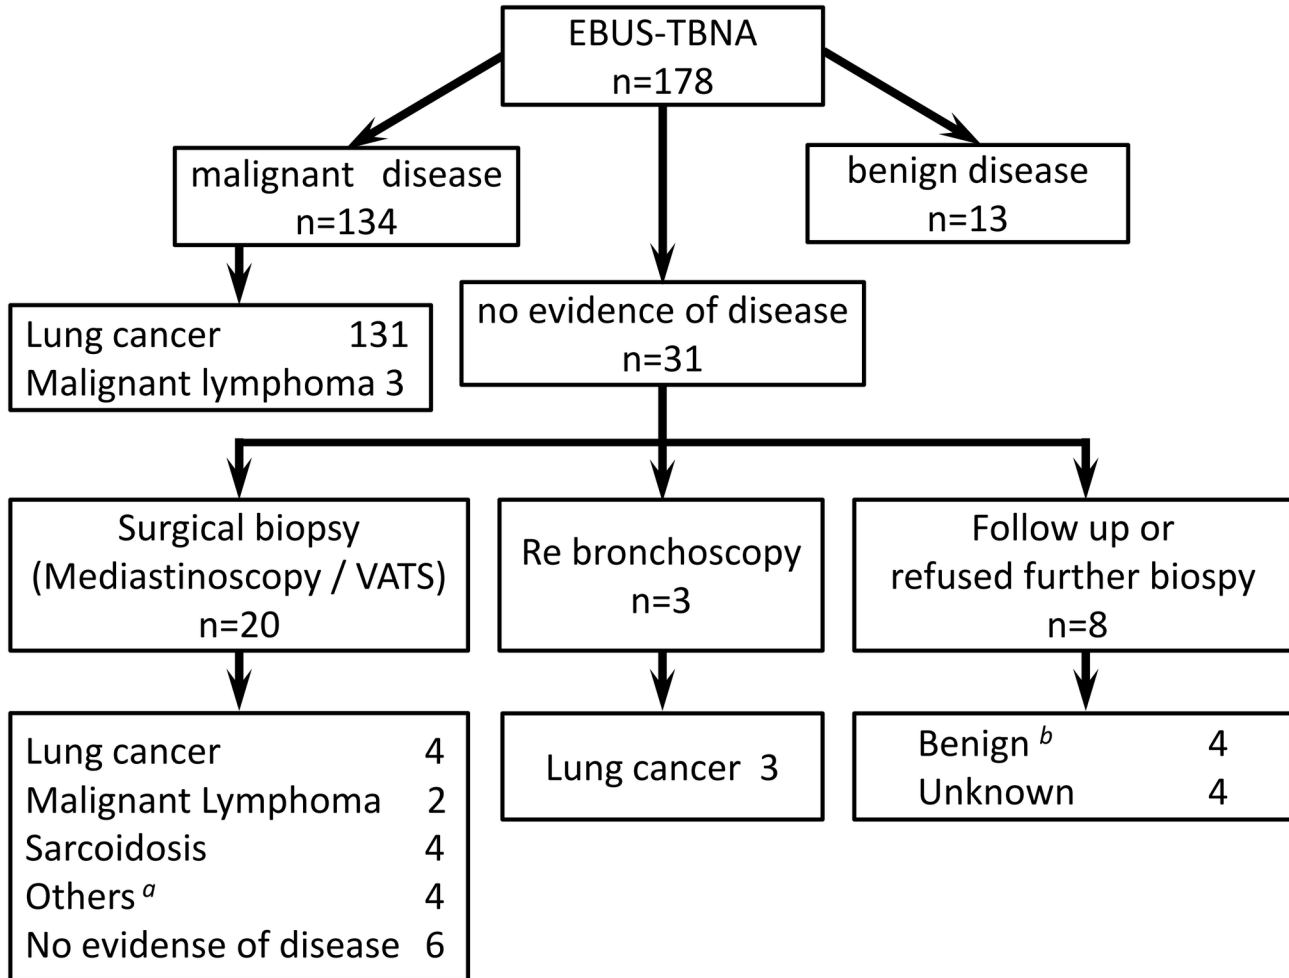 EBUS-TBNA
n=178
malignant disease
n=134
benign disease
n=13
Lung cancer 131
Malignant lymphoma 3
no evidence of disease
n=31
Surgical biopsy
(Mediastinoscopy / VATS)
n=20
Re bronchoscopy
n=3
Follow up or
refused further biospy
n=8
Lung cancer 4
Malignant Lymphoma 2
Sarcoidosis 4
Others a 4
No evidense of disease 6
Lung cancer 3
Benign b 4
Unknown 4